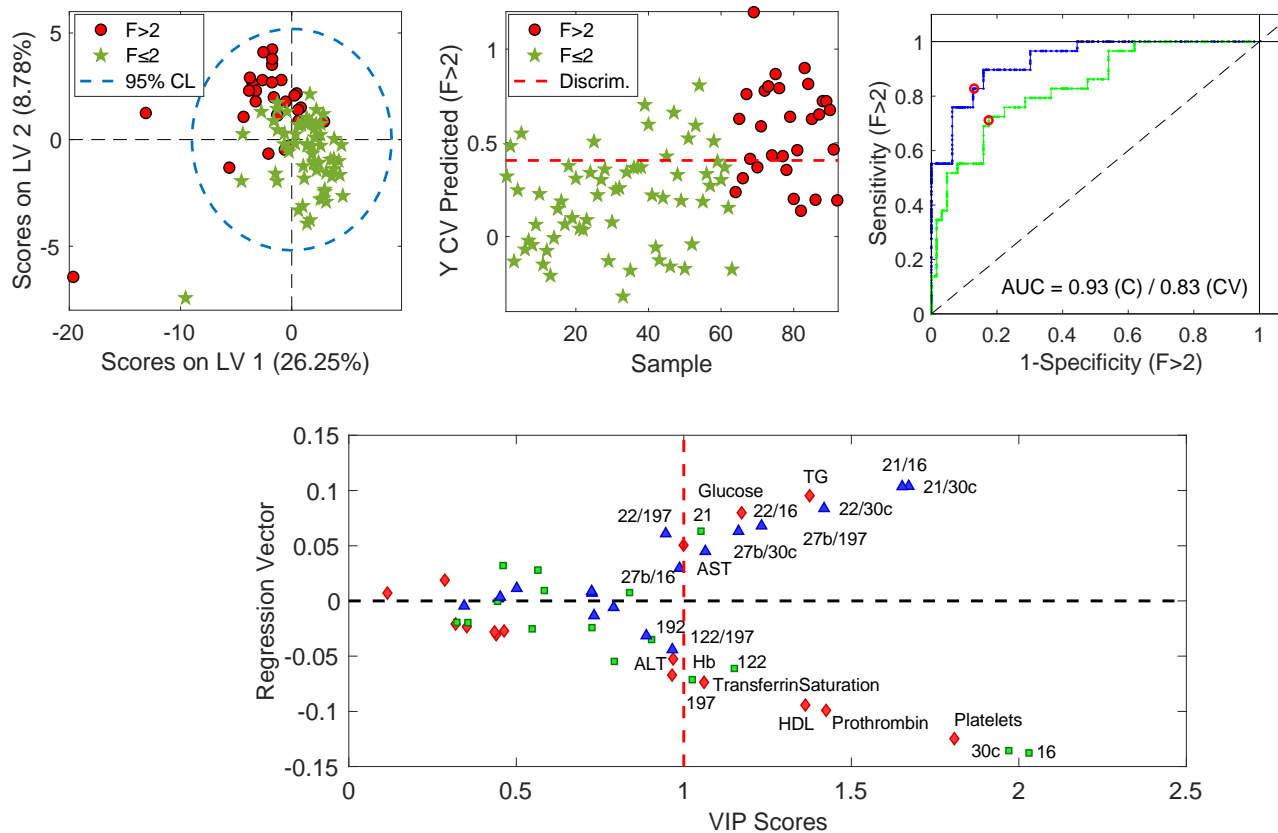 Scores on LV 2 (8.78%)
5
0
-5
F>2
F≤2
95% CL
-20
-10
0
Scores on LV 1 (26.25%)
Y CV Predicted (F>2)
1
0.5
0
F>2
F≤2
Discrim.
20
40
60
80
Sample
Sensitivity (F>2)
1
0.8
0.6
0.4
0.2
0
AUC = 0.93 (C) / 0.83 (CV)
0
0.2
0.4
0.6
0.8
1
1-Specificity (F>2)
Regression Vector
0.15
0.1
0.05
0
-0.05
-0.1
-0.15
21/16
TG
21/30c
Glucose
22/16
22/30c
22/197
21
27b/197
27b/30c
AST
27b/16
192
122/197
ALT
Hb
122
TransferrinSaturation
197
HDL
Prothrombin
Platelets
30c
16
0
0.5
1
1.5
2
2.5
VIP Scores